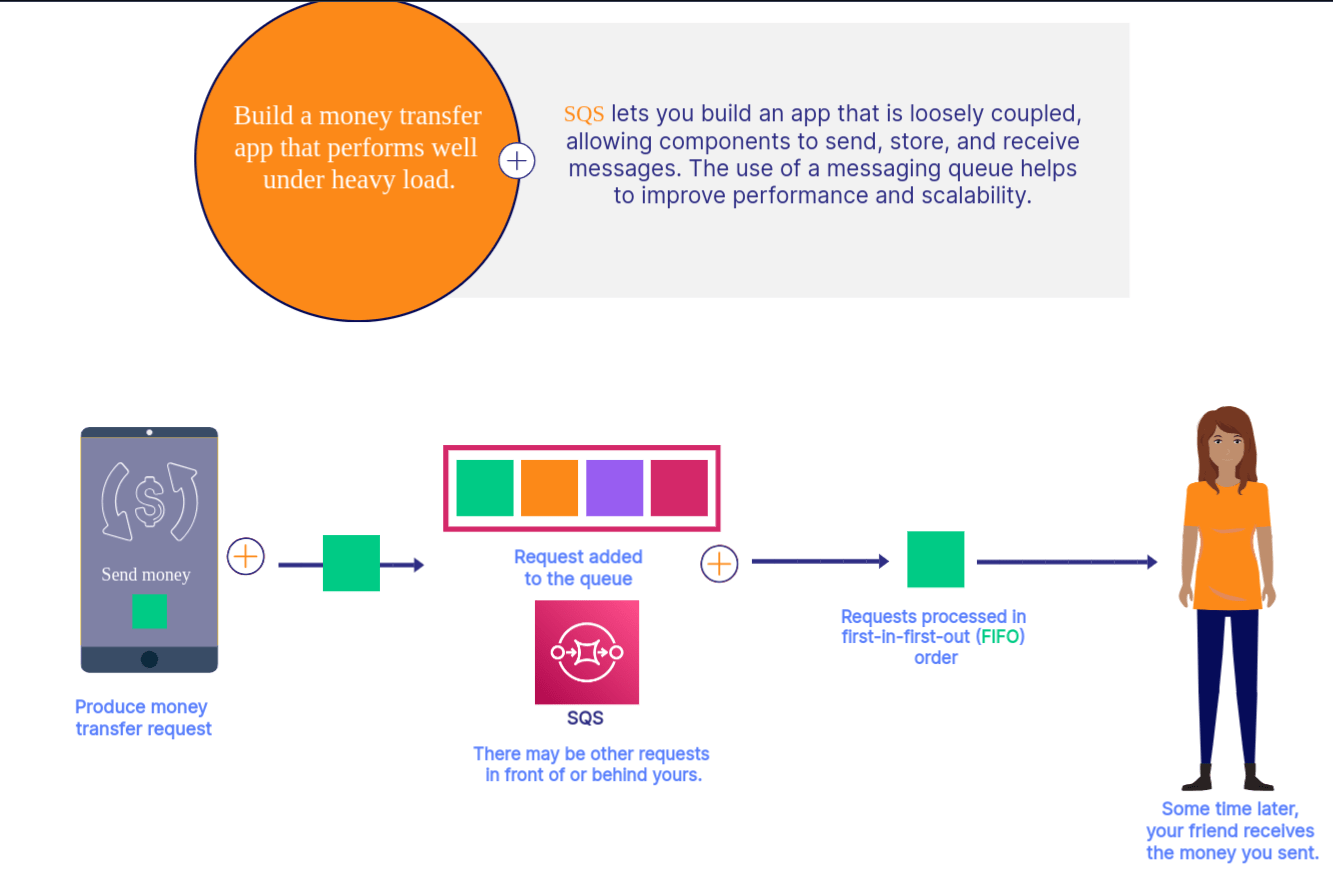 Build a money transfer
app that performs well
under heavy load.
SQS lets you build an app that is loosely coupled,
allowing components to send, store, and receive
messages. The use of a messaging queue helps
to improve performance and scalability.
Send money
Produce money
transfer request
Request added
to the queue
SQS
There may be other requests
in front of or behind yours.
Requests processed in
first-in-first-out (FIFO)
order
Some time later,
your friend receives
the money you sent.